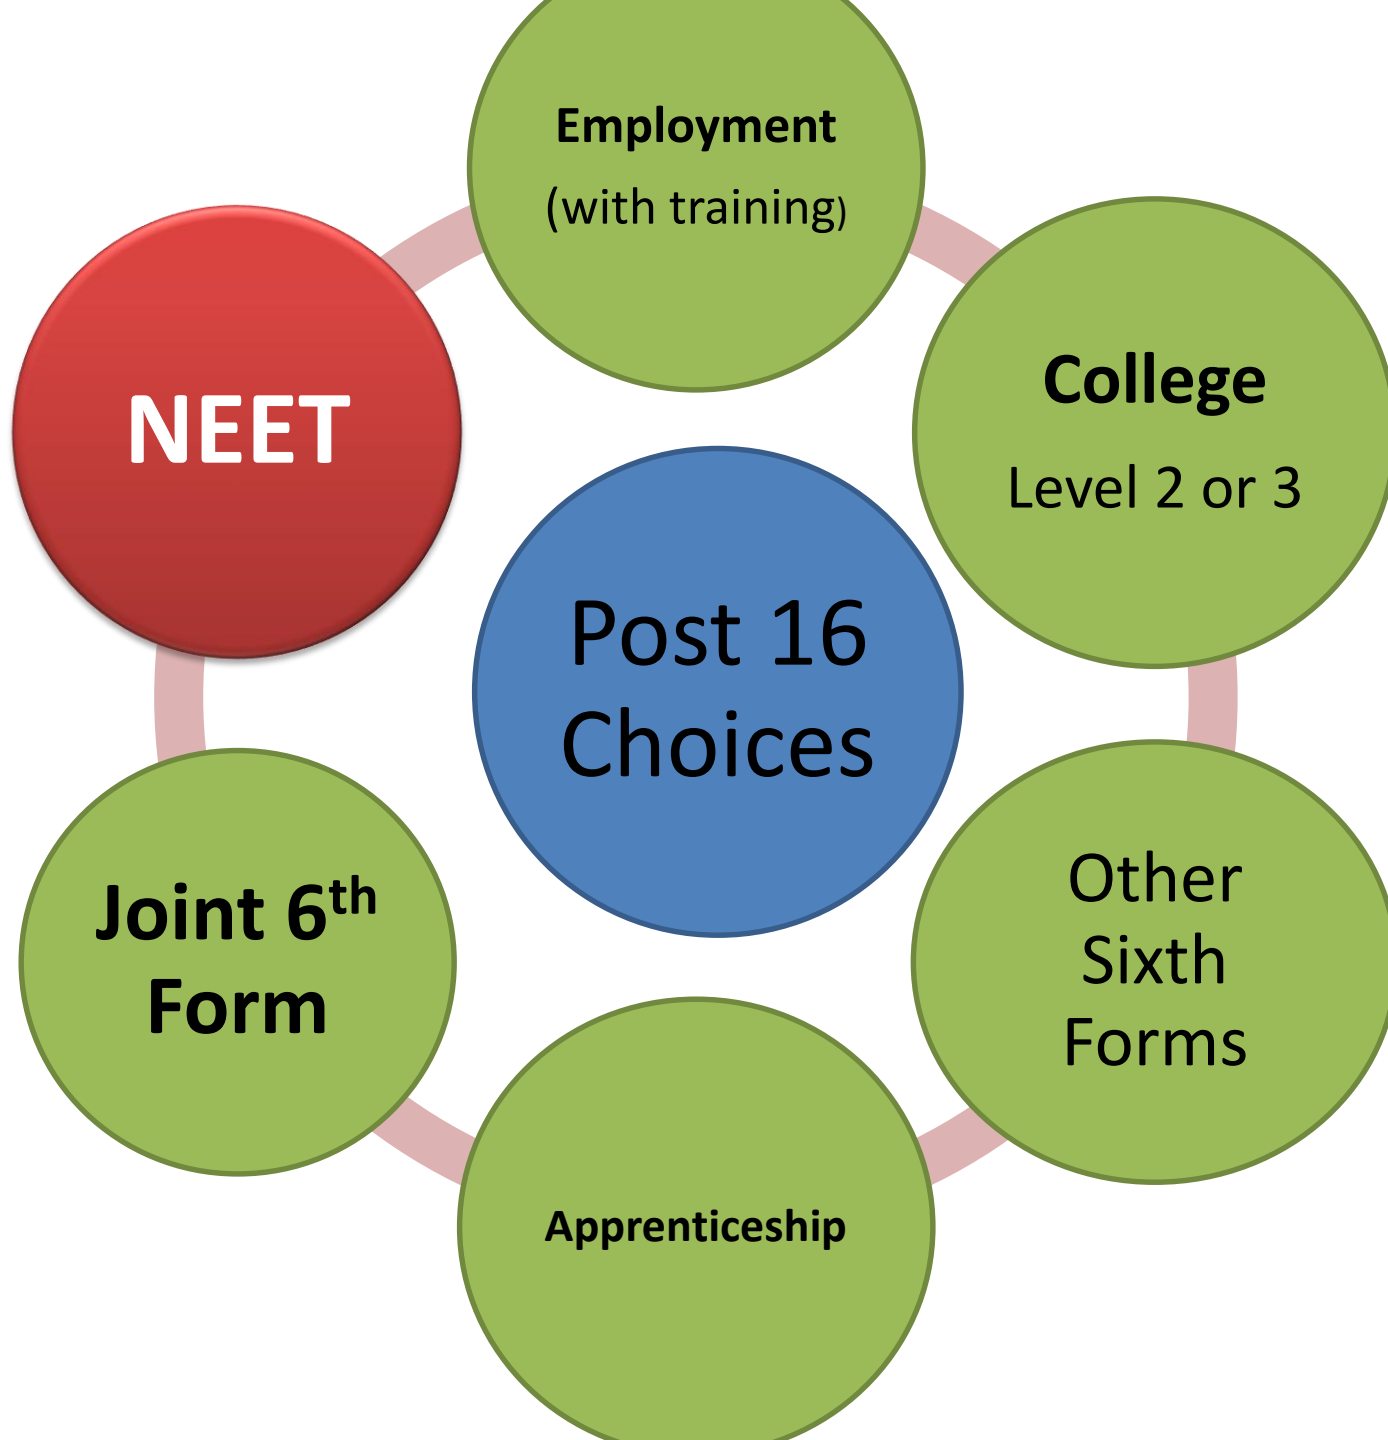 Employment
(with training)
College
Level 2 or 3
NEET
Post 16
Choices
Joint 6th
Form
Other
Sixth
Forms
Apprenticeship